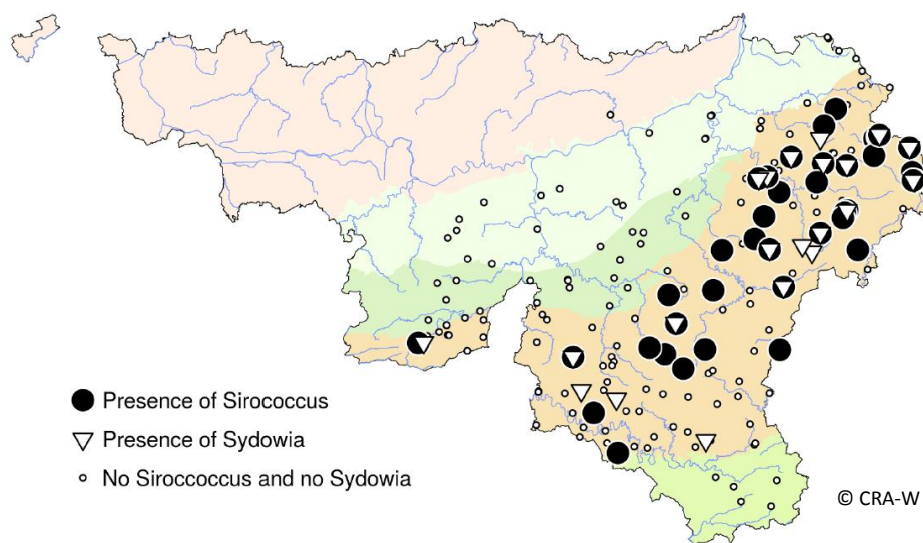 Presence of Sirococcus
Presence of Sydowia
No Siroccoccus and no Sydowia
© CRA-W